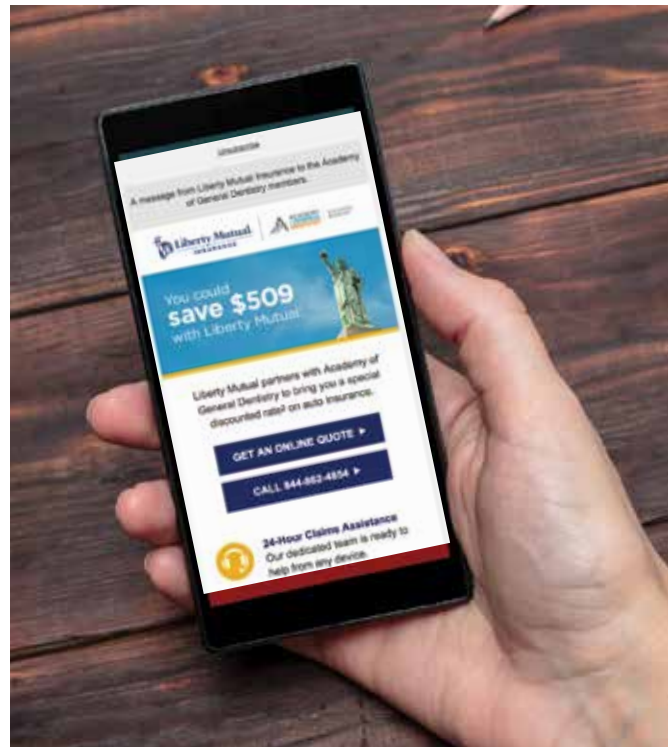 Unsubscribe
A message from Liberty Mutual Insurance to the Academy
of General Dentistry members.
Liberty Mutual
INSURANCE
You could
save $509
with Liberty Mutual
Liberty Mutual partners with Academy of
General Dentistry to bring you a special
discounted rate² on auto insurance.
GET AN ONLINE QUOTE ▶
CALL 844-862-4854 ▶
24-Hour Claims Assistance
Our dedicated team is ready to
help from any device.